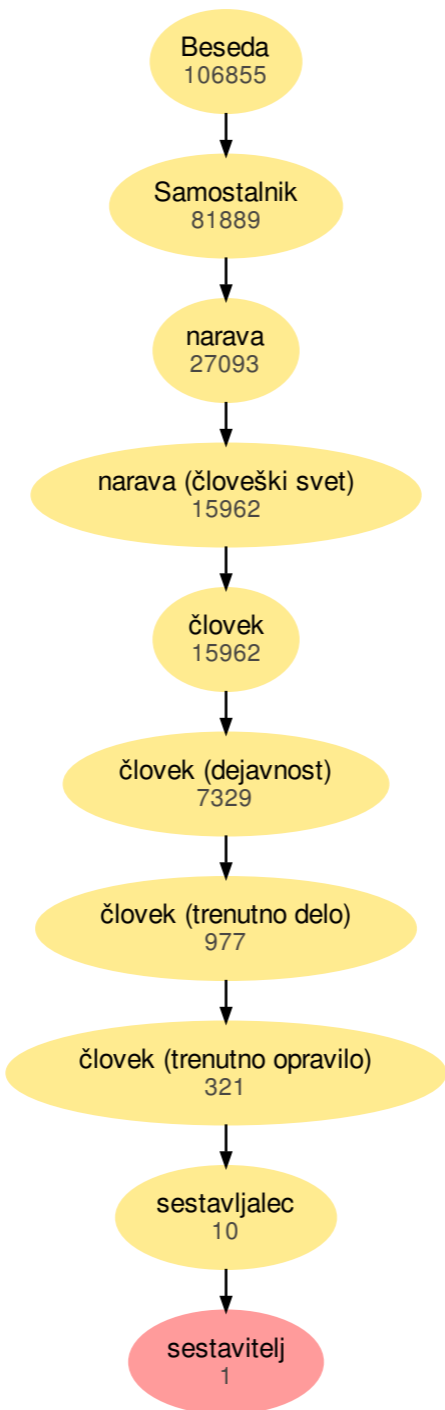 Beseda
106855
Samostalnik
81889
narava
27093
narava (človeški svet)
15962
človek
15962
človek (dejavnost)
7329
človek (trenutno delo)
977
človek (trenutno opravilo)
321
sestavljalec
10
sestavitelj
1